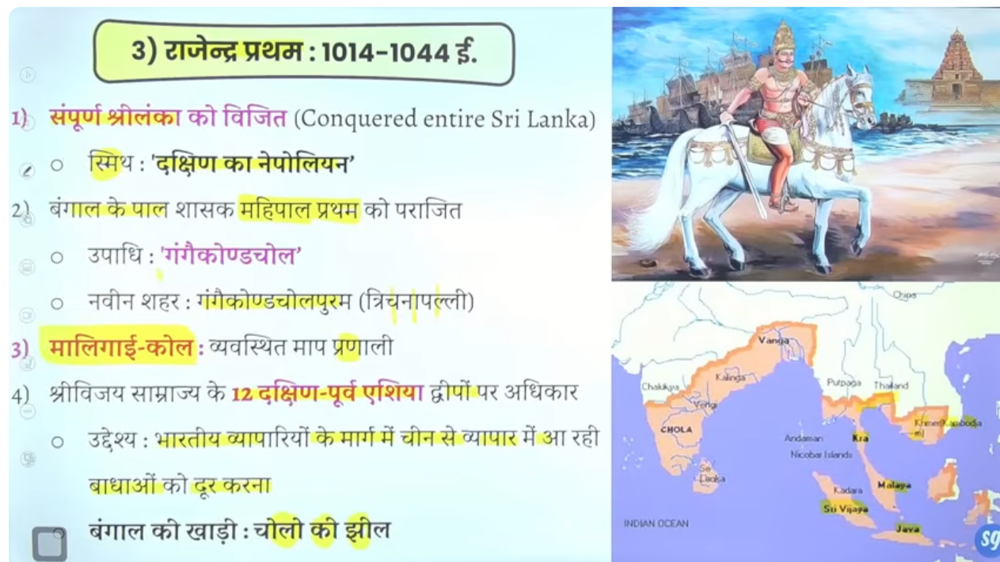 3) राजेन्द्र प्रथम : 1014-1044 ई.
1) संपूर्ण श्रीलंका को विजित (Conquered entire Sri Lanka)
○ स्मिथ : 'दक्षिण का नेपोलियन'
2) बंगाल के पाल शासक महिपाल प्रथम को पराजित
○ उपाधि : 'गंगैकोण्डचोल'
○ नवीन शहर : गंगैकोण्डचोलपुरम (त्रिचनापल्ली)
3) मालिगाई-कोल : व्यवस्थित माप प्रणाली
4) श्रीविजय साम्राज्य के 12 दक्षिण-पूर्व एशिया द्वीपों पर अधिकार
○ उद्देश्य : भारतीय व्यापारियों के मार्ग में चीन से व्यापार में आ रही
बाधाओं को दूर करना
बंगाल की खाड़ी : चोलो की झील
China
Vanga
Kalinga
Chalukya
Putpaga Thailand
Vengi
CHOLA
Khmer(Kambodia
m)
Andaman
Kra
Nicobar Islands
Sri
Lanka
Kadara
Malaya
Sri Vijaya
INDIAN OCEAN
Java
sg